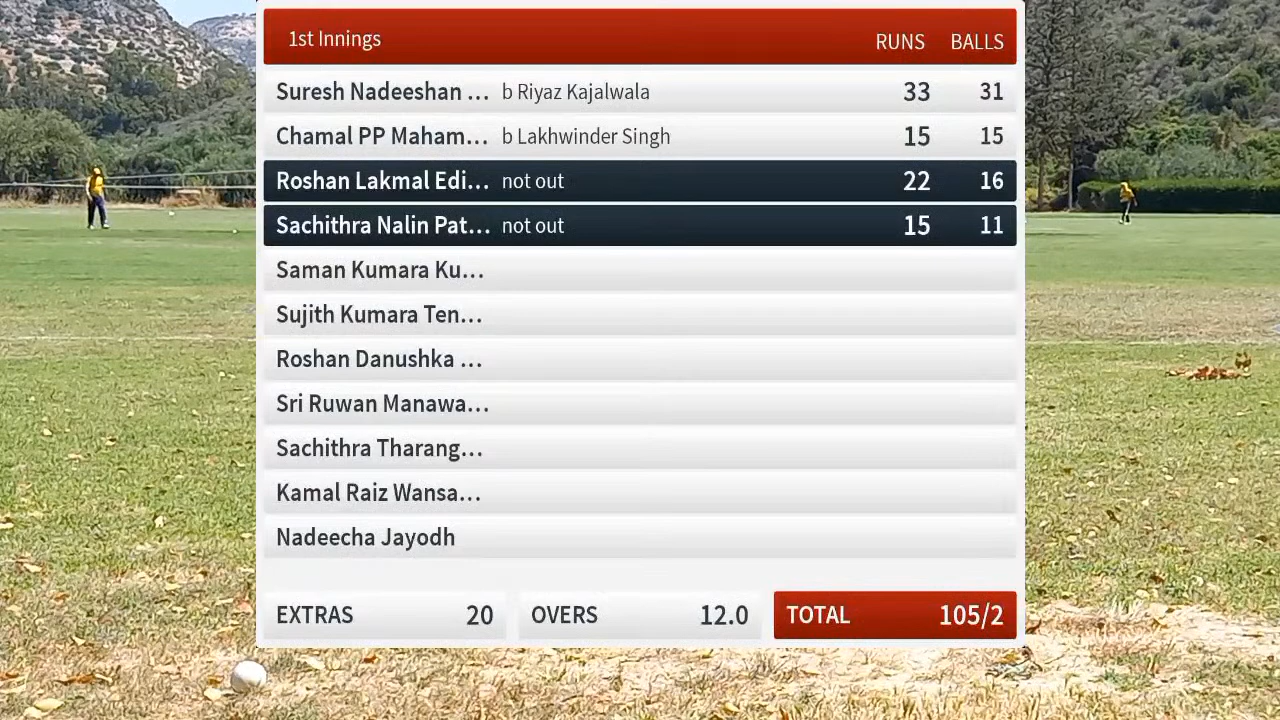 1st Innings RUNS BALLS
Suresh Nadeeshan ... b Riyaz Kajalwala 33 31
Chamal PP Maham... b Lakhwinder Singh 15 15
Roshan Lakmal Edi... not out 22 16
Sachithra Nalin Pat... not out 15 11
Saman Kumara Ku...
Sujith Kumara Ten...
Roshan Danushka ...
Sri Ruwan Manawa...
Sachithra Tharang...
Kamal Raiz Wansa...
Nadeecha Jayodh
EXTRAS 20 OVERS 12.0 TOTAL 105/2